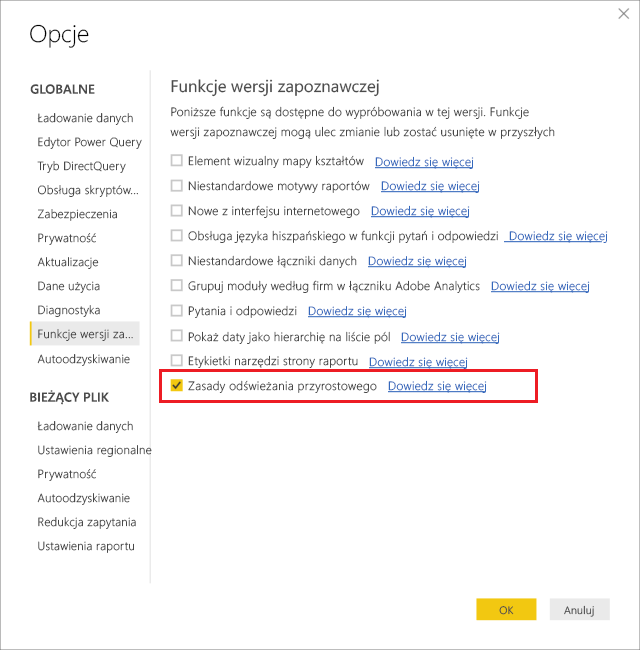 Opcje
GLOBALNE
Ładowanie danych
Edytor Power Query
Tryb DirectQuery
Obsługa skryptów...
Zabezpieczenia
Prywatność
Aktualizacje
Dane użycia
Diagnostyka
Funkcje wersji za...
Autoodzyskiwanie
BIEŻĄCY PLIK
Ładowanie danych
Ustawienia regionalne
Prywatność
Autoodzyskiwanie
Redukcja zapytania
Ustawienia raportu
Funkcje wersji zapoznawczej
Poniższe funkcje są dostępne do wypróbowania w tej wersji. Funkcje
wersji zapoznawczej mogą ulec zmianie lub zostać usunięte w przyszłych
Element wizualny mapy kształtów Dowiedz się więcej
Niestandardowe motywy raportów Dowiedz się więcej
Nowe z interfejsu internetowego Dowiedz się więcej
Obsługa języka hiszpańskiego w funkcji pytań i odpowiedzi Dowiedz się więcej
Niestandardowe łączniki danych Dowiedz się więcej
Grupuj moduły według firm w łączniku Adobe Analytics Dowiedz się więcej
Pytania i odpowiedzi Dowiedz się więcej
Pokaż daty jako hierarchię na liście pól Dowiedz się więcej
Etykietki narzędzi strony raportu Dowiedz się więcej
Zasady odświeżania przyrostowego Dowiedz się więcej
OK
Anuluj